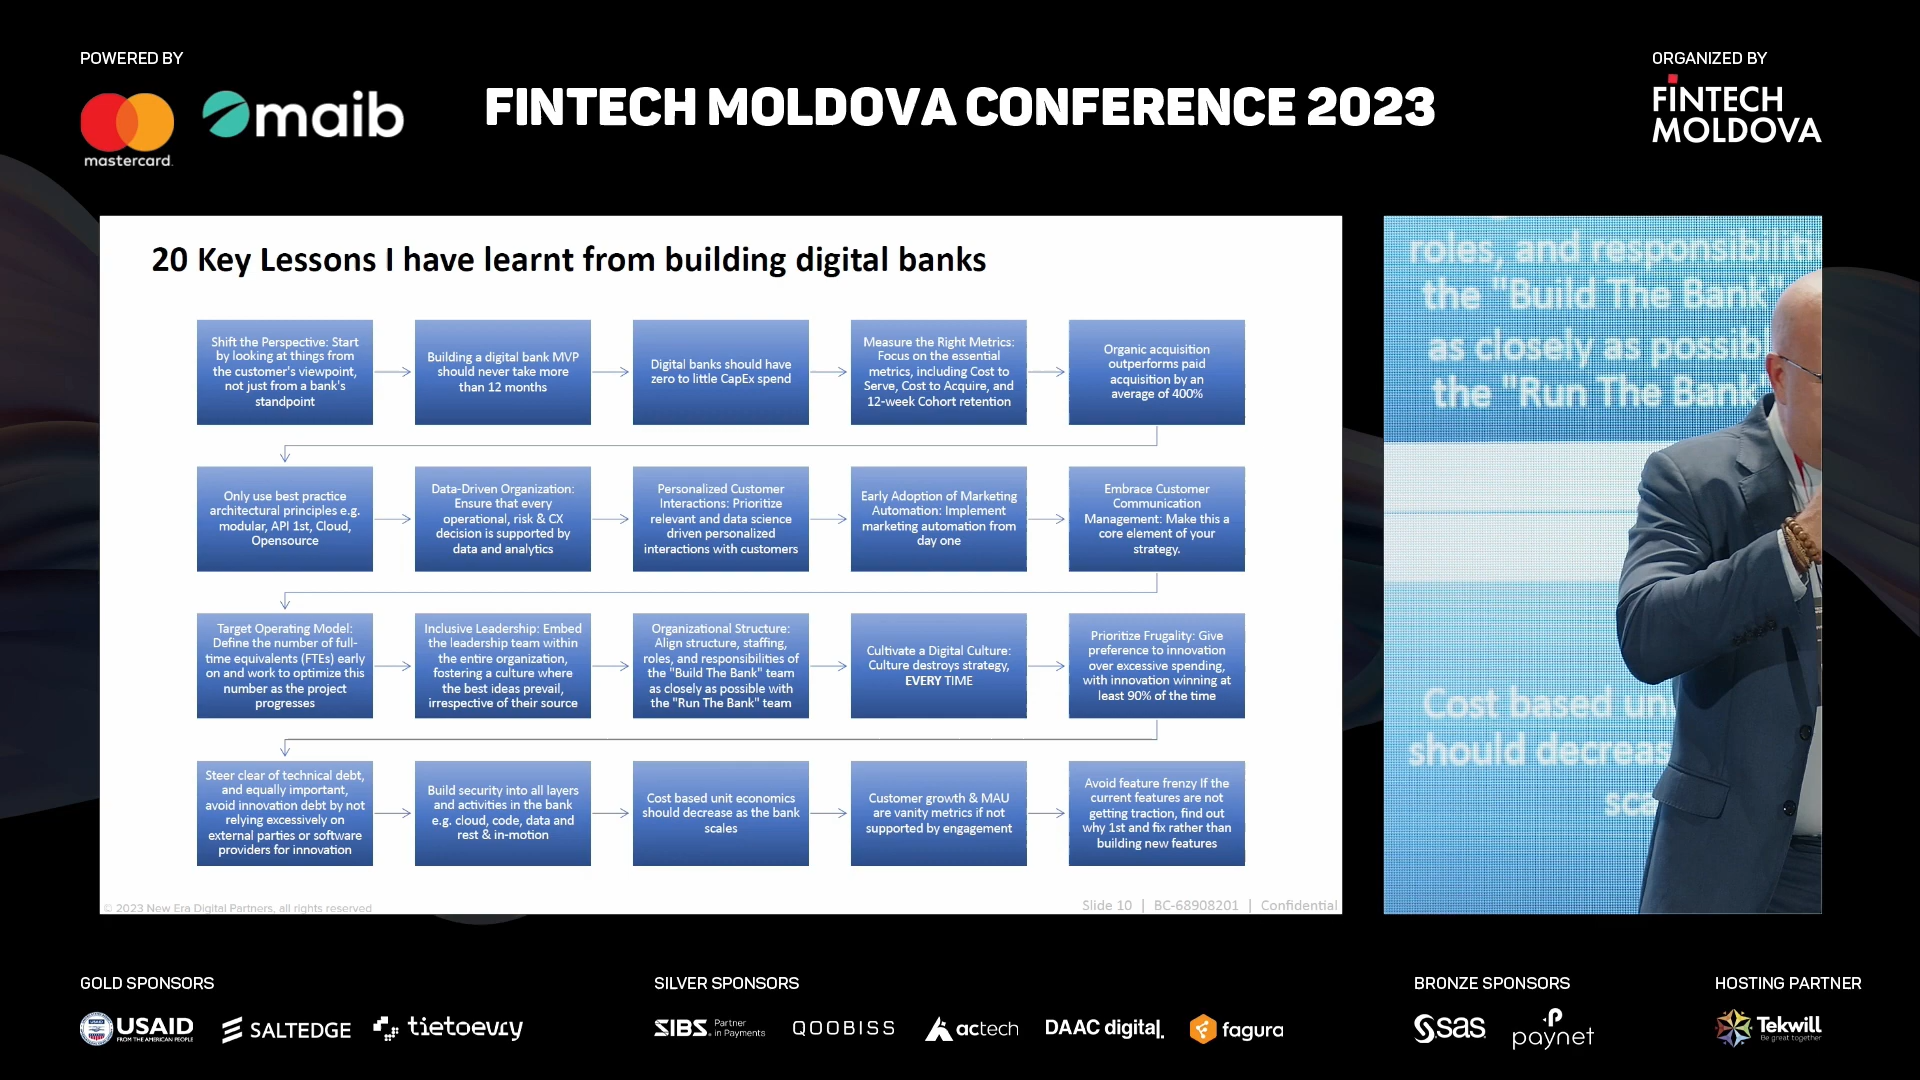 POWERED BY
mastercard.
maib
FINTECH MOLDOVA CONFERENCE 2023
ORGANIZED BY
FINTECH
MOLDOVA
20 Key Lessons I have learnt from building digital banks
Shift the Perspective: Start
by looking at things from
the customer's viewpoint,
not just from a bank's
standpoint
Building a digital bank MVP
should never take more
than 12 months
Digital banks should have
zero to little CapEx spend
Measure the Right Metrics:
Focus on the essential
metrics, including Cost to
Serve, Cost to Acquire, and
12-week Cohort retention
Organic acquisition
outperforms paid
acquisition by an
average of 400%
Only use best practice
architectural principles e.g.
modular, API 1st, Cloud,
Opensource
Data-Driven Organization:
Ensure that every
operational, risk & CX
decision is supported by
data and analytics
Personalized Customer
Interactions: Prioritize
relevant and data science
driven personalized
interactions with customers
Early Adoption of Marketing
Automation: Implement
marketing automation from
day one
Embrace Customer
Communication
Management: Make this a
core element of your
strategy.
Target Operating Model:
Define the number of full-
time equivalents (FTEs) early
on and work to optimize this
number as the project
progresses
Inclusive Leadership: Embed
the leadership team within
the entire organization,
fostering a culture where
the best ideas prevail,
irrespective of their source
Organizational Structure:
Align structure, staffing,
roles, and responsibilities of
the "Build The Bank" team
as closely as possible with
the "Run The Bank" team
Cultivate a Digital Culture:
Culture destroys strategy,
EVERY TIME
Prioritize Frugality: Give
preference to innovation
over excessive spending,
with innovation winning at
least 90% of the time
Steer clear of technical debt,
and equally important,
avoid innovation debt by not
relying excessively on
external parties or software
providers for innovation
Build security into all layers
and activities in the bank
e.g. cloud, code, data and
rest & in-motion
Cost based unit economics
should decrease as the bank
scales
Customer growth & MAU
are vanity metrics if not
supported by engagement
Avoid feature frenzy If the
current features are not
getting traction, find out
why 1st and fix rather than
building new features
© 2023 New Era Digital Partners, all rights reserved
Slide 10 | BC-68908201 | Confidential
roles, and responsibiliti
the "Build The Bank"
as closely as possibl
the "Run The Bank"
Cost based un
should decreas
sca
GOLD SPONSORS
USAID
FROM THE AMERICAN PEOPLE
SALTEDGE
tietoevry
SILVER SPONSORS
SIBS. Partner
in Payments
QOOBISS
actech
DAAC digital.
fagura
BRONZE SPONSORS
sas
paynet
HOSTING PARTNER
Tekwill
Be great together